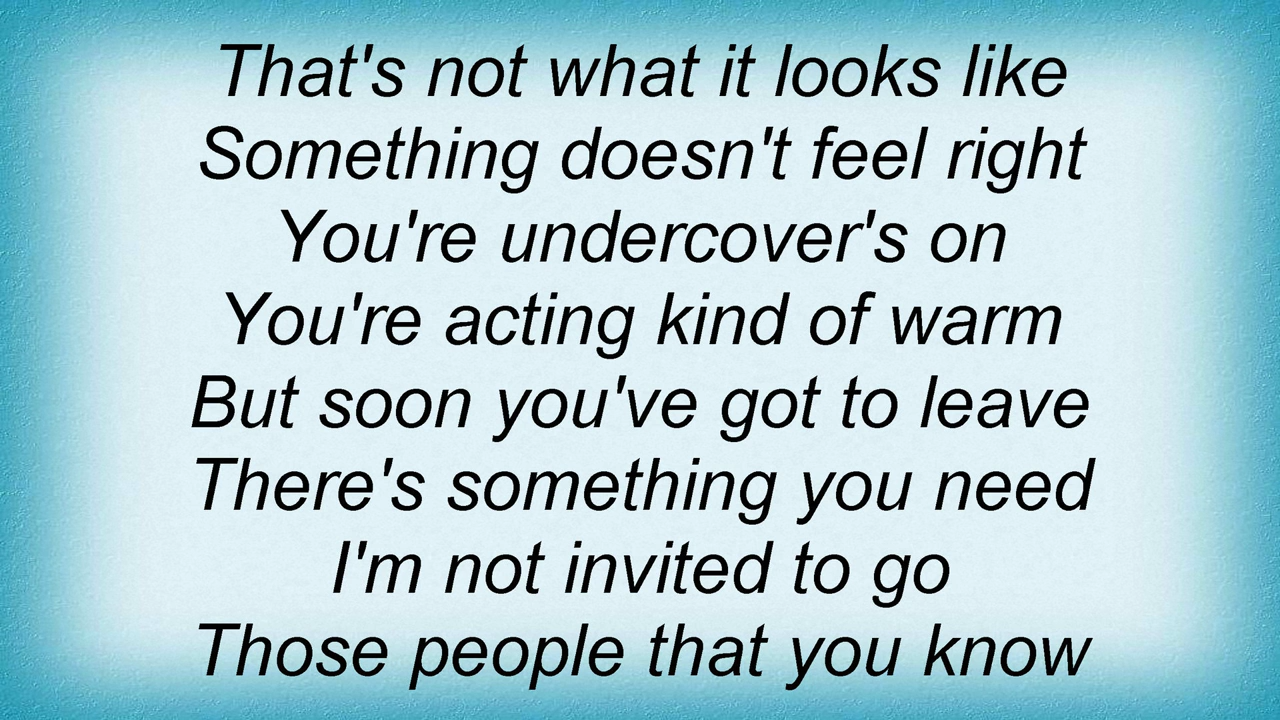 That's not what it looks like
Something doesn't feel right
You're undercover's on
You're acting kind of warm
But soon you've got to leave
There's something you need
I'm not invited to go
Those people that you know